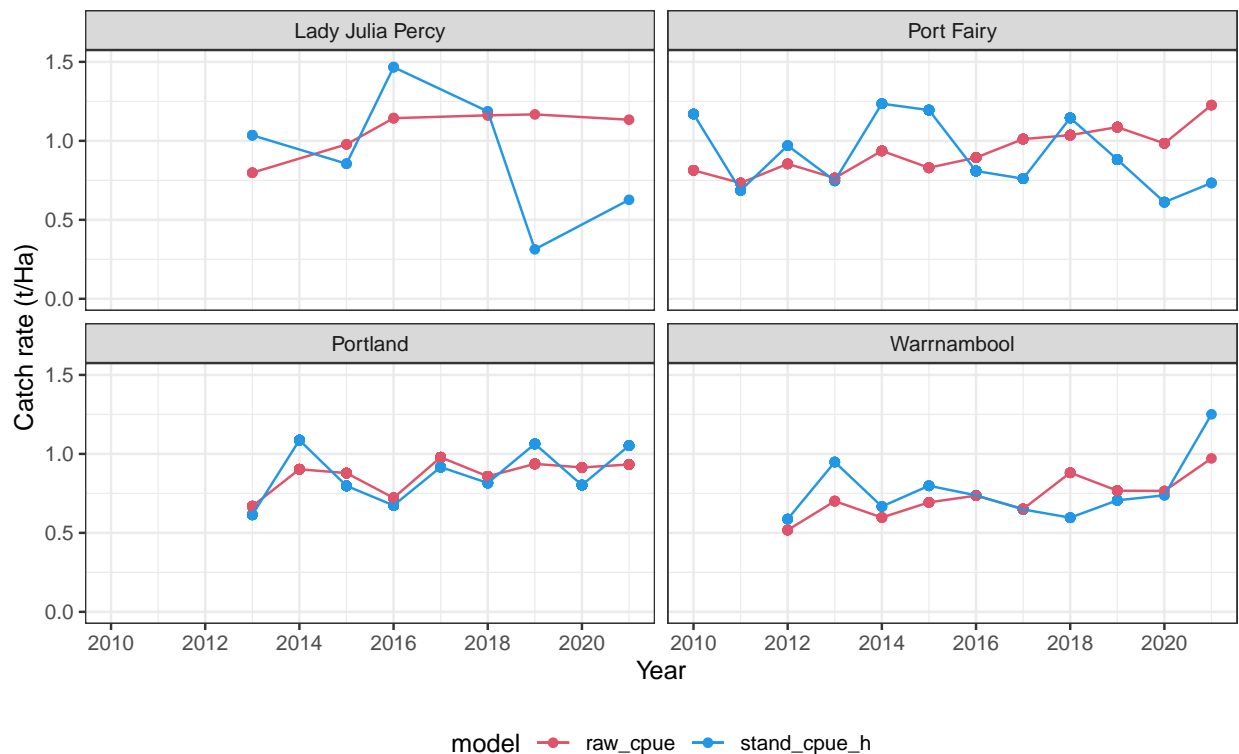 Lady Julia Percy Port Fairy
1.5
1.0
0.5
0.0
Catch rate (t/Ha)
Portland Warrnambool
1.5
1.0
0.5
0.0
2010 2012 2014 2016 2018 2020 2010 2012 2014 2016 2018 2020
Year
model raw_cpue stand_cpue_h